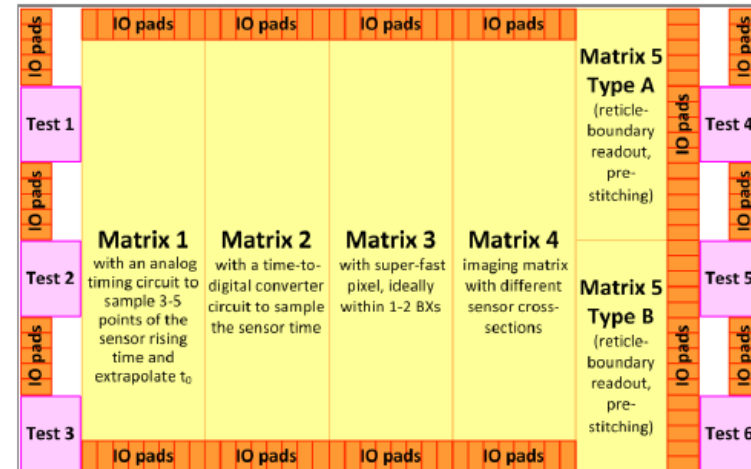 IO pads
IO pads
IO pads
IO pads
IO pads
IO pads
Test 1
IO pads
Test 2
IO pads
Test 3
Matrix 1
with an analog
timing circuit to
sample 3-5
points of the
sensor rising
time and
extrapolate t₀
Matrix 2
with a time-to-
digital converter
circuit to sample
the sensor time
Matrix 3
with super-fast
pixel, ideally
within 1-2 BXs
Matrix 4
imaging matrix
with different
sensor cross-
sections
Matrix 5
Type A
(reticle-
boundary
readout,
pre-
stitching)
Matrix 5
Type B
(reticle-
boundary
readout,
pre-
stitching)
IO pads
IO pads
IO pads
Test 4
IO pads
Test 5
IO pads
Test 6
IO pads
IO pads
IO pads
IO pads